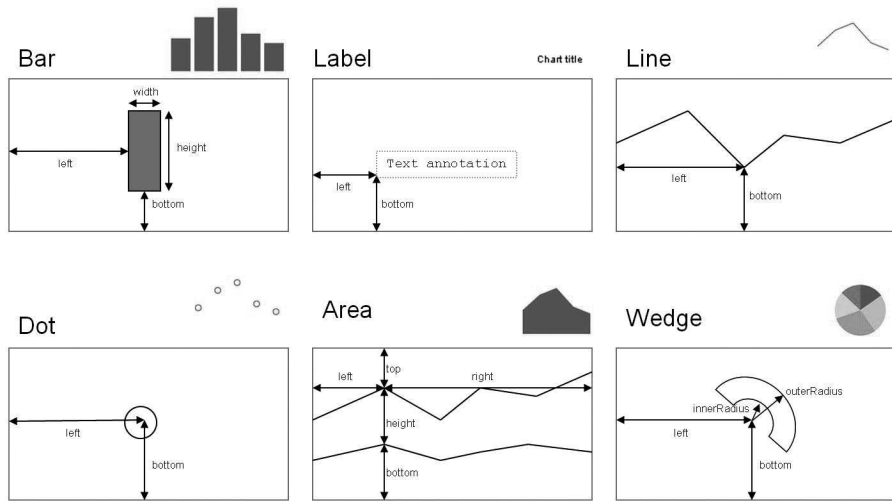 Bar
width
height
left
bottom
Label
Chart title
Text annotation
left
bottom
Line
left
bottom
Dot
left
bottom
Area
top
left
right
height
bottom
Wedge
outerRadius
innerRadius
left
bottom